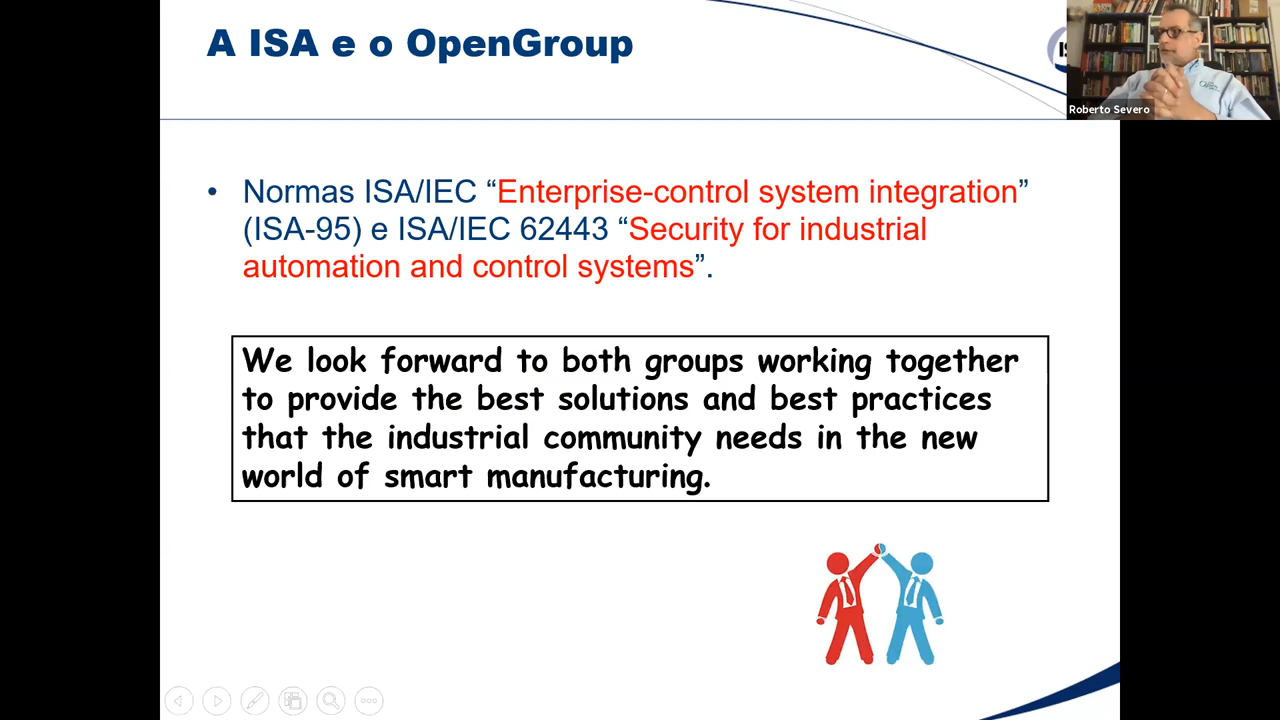 A ISA e o OpenGroup
Roberto Severo
• Normas ISA/IEC “Enterprise-control system integration”
(ISA-95) e ISA/IEC 62443 “Security for industrial
automation and control systems”.
We look forward to both groups working together
to provide the best solutions and best practices
that the industrial community needs in the new
world of smart manufacturing.